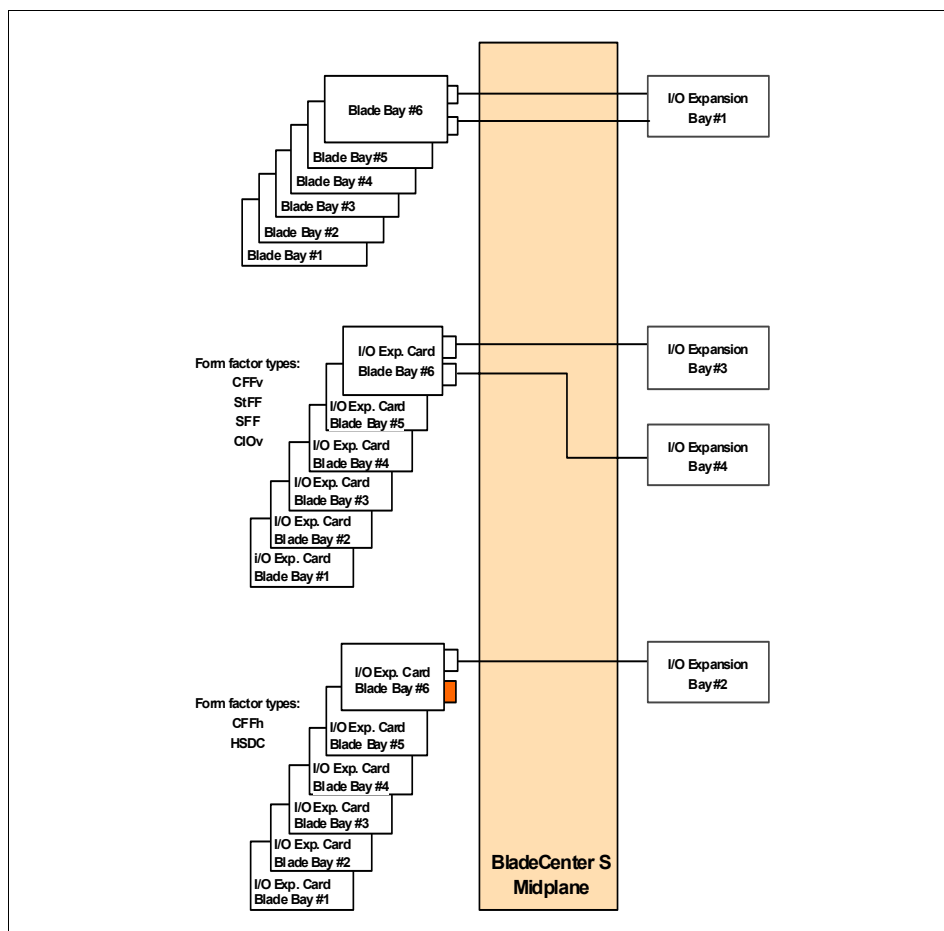 Blade Bay #6
Blade Bay#5
Blade Bay #4
Blade Bay #3
Blade Bay #2
Blade Bay #1
I/O Expansion
Bay#1
Form factor types:
CFFv
StFF
SFF
CIOv
I/O Exp. Card
Blade Bay #6
I/O Exp. Card
Blade Bay #5
I/O Exp. Card
Blade Bay #4
I/O Exp. Card
Blade Bay #3
I/O Exp. Card
Blade Bay #2
i/O Exp. Card
Blade Bay #1
I/O Expansion
Bay#3
I/O Expansion
Bay#4
Form factor types:
CFFh
HSDC
I/O Exp. Card
Blade Bay #6
I/O Exp. Card
Blade Bay #5
I/O Exp. Card
Blade Bay #4
I/O Exp. Card
Blade Bay #3
I/O Exp. Card
Blade Bay #2
I/O Exp. Card
Blade Bay #1
I/O Expansion
Bay#2
BladeCenter S
Midplane